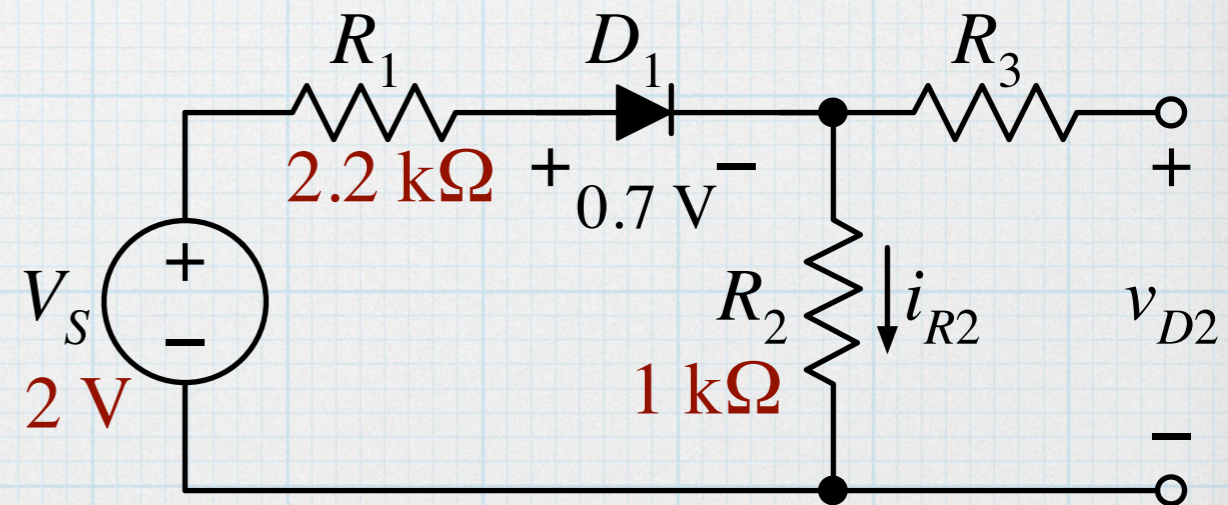 R1 D1 R3
2.2 kΩ + 0.7 V − +
VS + − R2 iR2 vD2
2 V 1 kΩ −